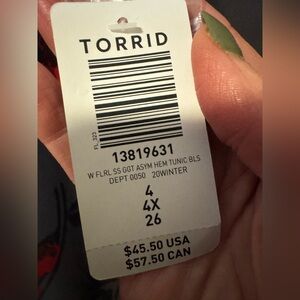 TORRID
FL_323
13819631
W FLRL SS GGT ASYM HEM TUNIC BLS
DEPT 0050 20WINTER
4
4X
26
$45.50 USA
$57.50 CAN